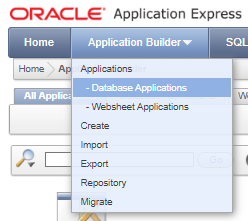 ORACLE Application Express
Home Application Builder SQL
Home
Applications
- Database Applications
- Websheet Applications
Create
Import
Export
Repository
Migrate
All Applic
Go